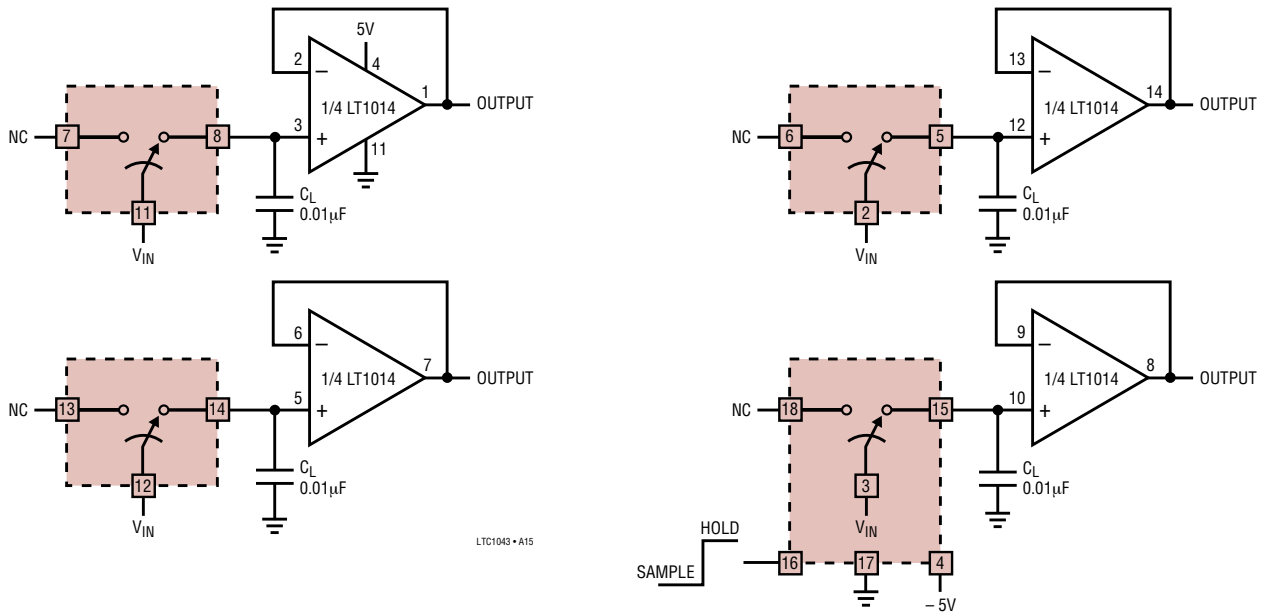 5V
2
−
4
1/4 LT1014
1
OUTPUT
NC
7
8
3
+
11
11
CL
0.01µF
VIN
13
−
1/4 LT1014
14
OUTPUT
NC
6
5
12
+
2
CL
0.01µF
VIN
6
−
1/4 LT1014
7
OUTPUT
NC
13
14
5
+
12
CL
0.01µF
VIN
LTC1043 • A15
9
−
1/4 LT1014
8
OUTPUT
NC
18
15
10
+
3
CL
0.01µF
VIN
HOLD
SAMPLE
16
17
4
– 5V